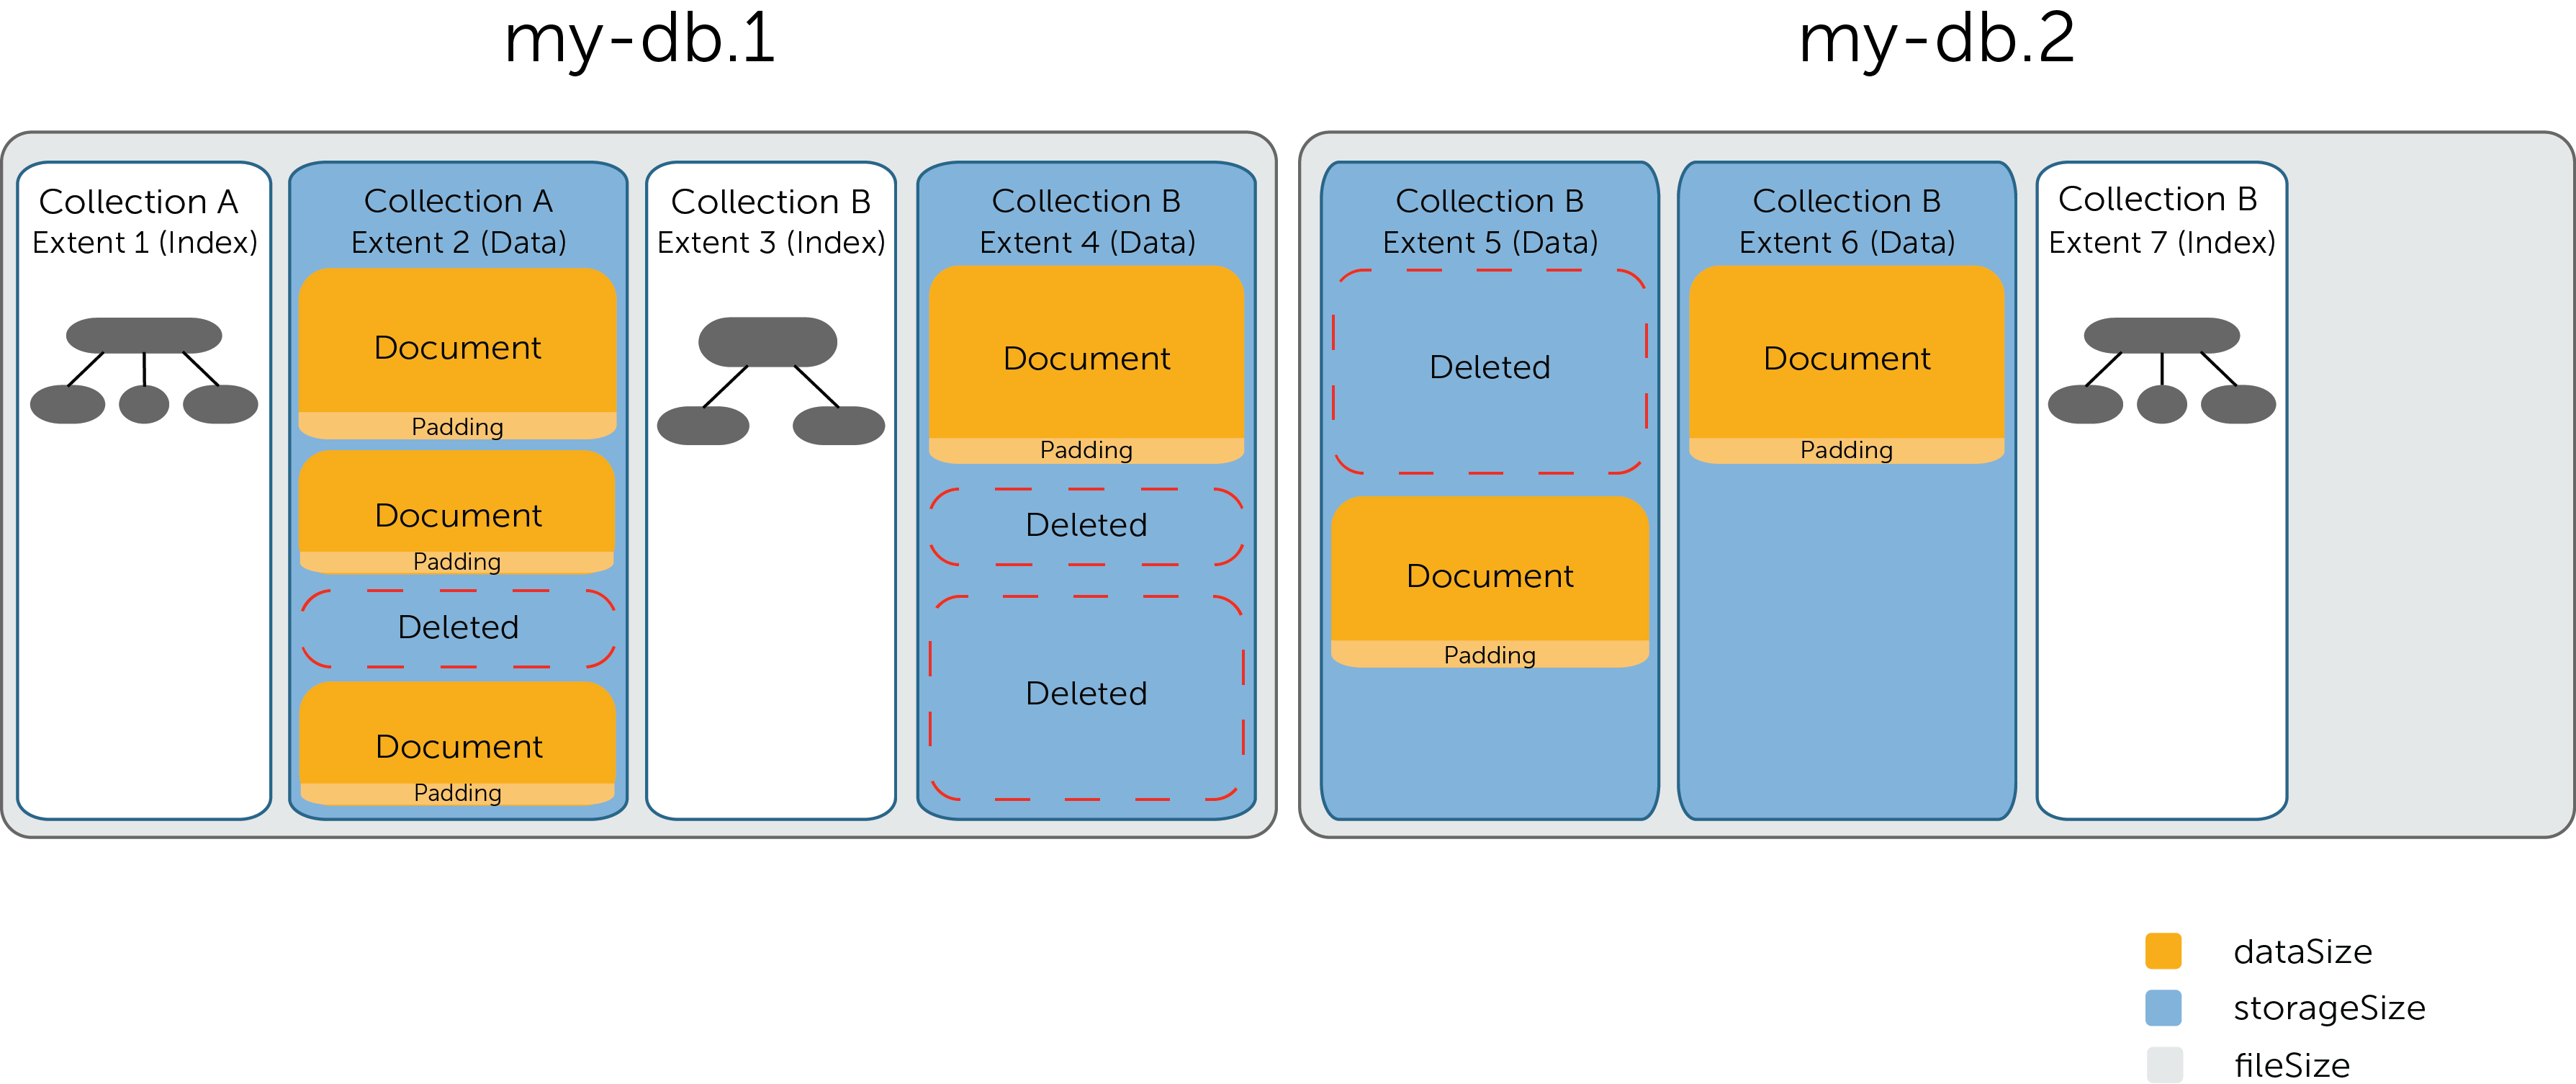 my-db.1
my-db.2
Collection A
Extent 1 (Index)
Collection A
Extent 2 (Data)
Document
Padding
Document
Padding
Deleted
Document
Padding
Collection B
Extent 3 (Index)
Collection B
Extent 4 (Data)
Document
Padding
Deleted
Deleted
Collection B
Extent 5 (Data)
Deleted
Document
Padding
Collection B
Extent 6 (Data)
Document
Padding
Collection B
Extent 7 (Index)
dataSize
storageSize
fileSize